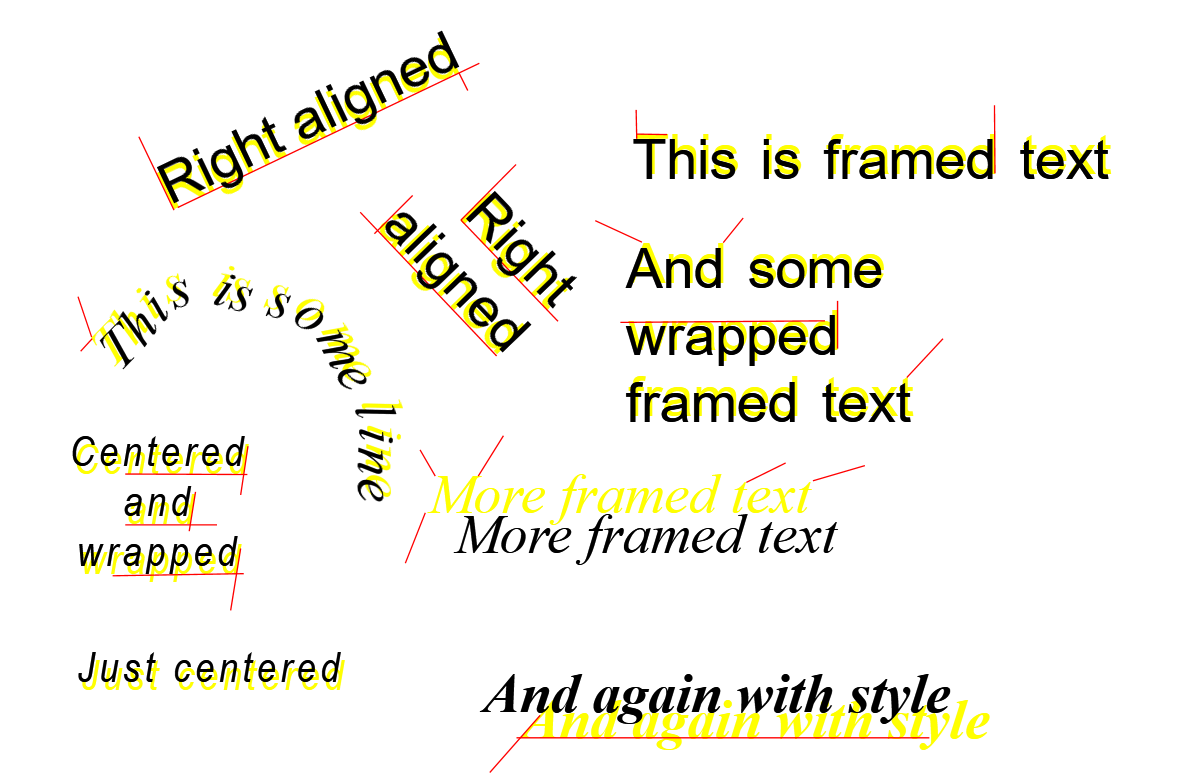 Right aligned
This is framed text
Right
aligned
And some
wrapped
framed text
This is some line
Centered
and
wrapped
More framed text
More framed text
Just centered
And again with style
And again with style